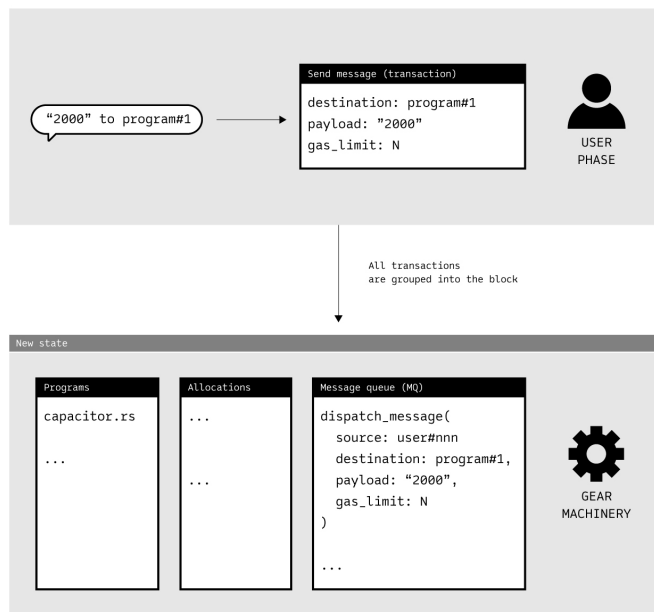 “2000” to program#1
Send message (transaction)
destination: program#1
payload: ”2000”
gas_limit: N
USER
PHASE
All transactions
are grouped into the block
New state
Programs
capacitor.rs
...
Allocations
...
...
Message queue (MQ)
dispatch_message(
source: user#nnn
destination: program#1,
payload: “2000”,
gas_limit: N
)
...
GEAR
MACHINERY